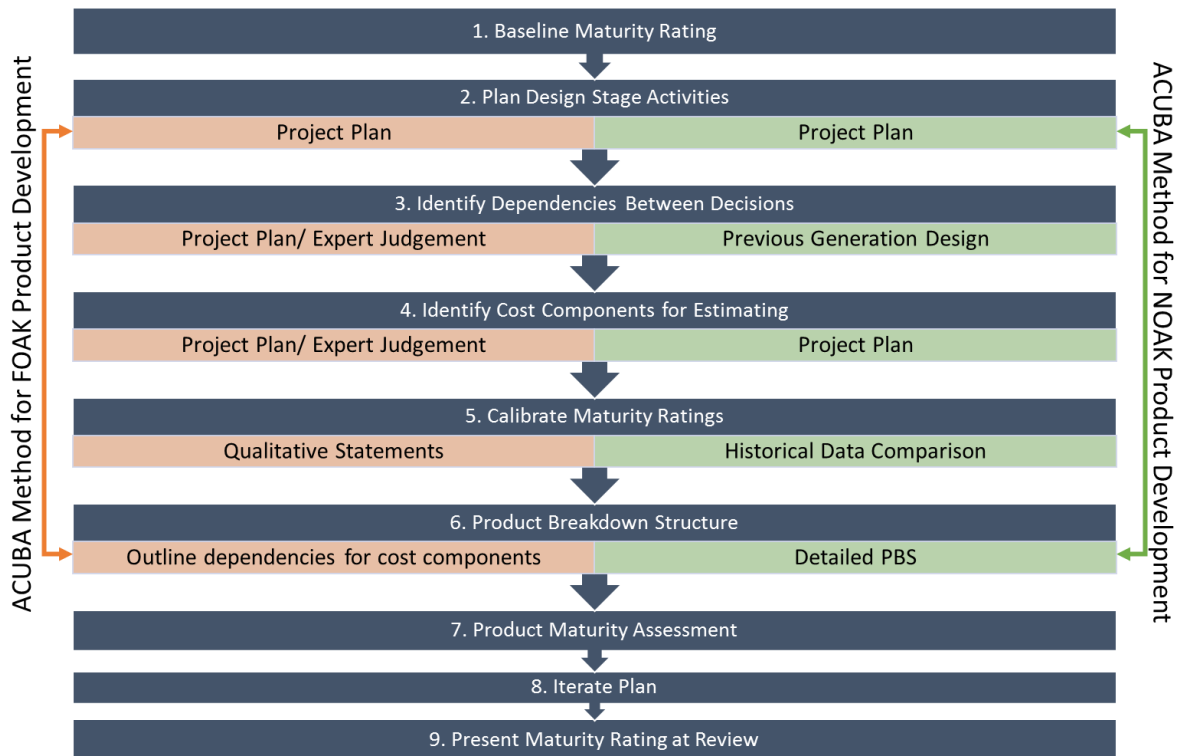 1. Baseline Maturity Rating
2. Plan Design Stage Activities
Project Plan
Project Plan
3. Identify Dependencies Between Decisions
Project Plan/ Expert Judgement
Previous Generation Design
4. Identify Cost Components for Estimating
Project Plan/ Expert Judgement
Project Plan
5. Calibrate Maturity Ratings
Qualitative Statements
Historical Data Comparison
6. Product Breakdown Structure
Outline dependencies for cost components
Detailed PBS
7. Product Maturity Assessment
8. Iterate Plan
9. Present Maturity Rating at Review
ACUBA Method for FOAK Product Development
ACUBA Method for NOAK Product Development